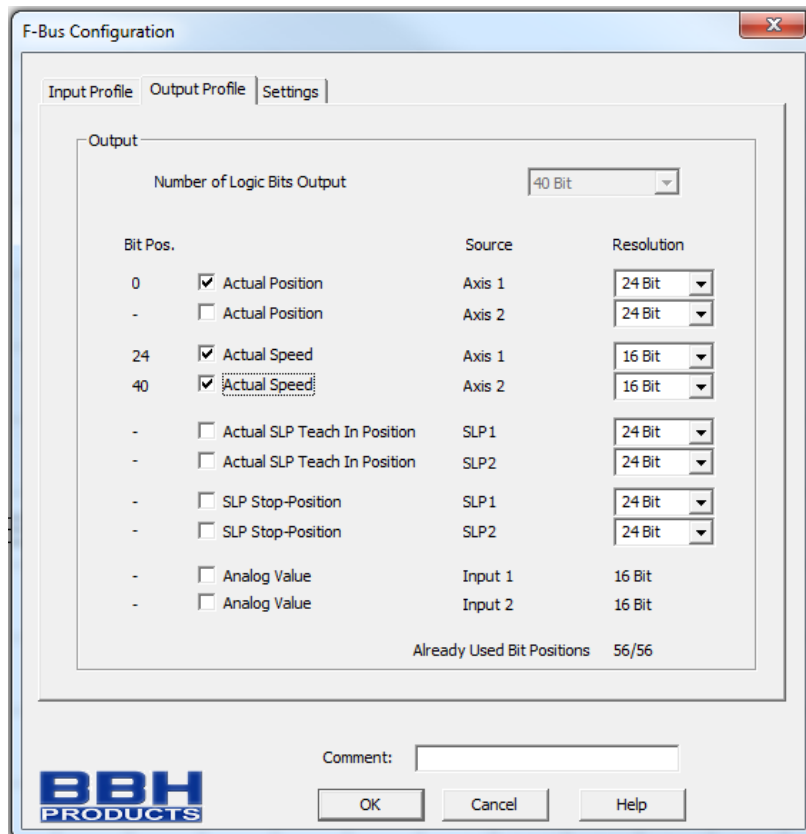 F-Bus Configuration
Input Profile Output Profile Settings
Output
Number of Logic Bits Output 40 Bit
Bit Pos. Source Resolution
0 Actual Position Axis 1 24 Bit
- Actual Position Axis 2 24 Bit
24 Actual Speed Axis 1 16 Bit
40 Actual Speed Axis 2 16 Bit
- Actual SLP Teach In Position SLP1 24 Bit
- Actual SLP Teach In Position SLP2 24 Bit
- SLP Stop-Position SLP1 24 Bit
- SLP Stop-Position SLP2 24 Bit
- Analog Value Input 1 16 Bit
- Analog Value Input 2 16 Bit
Already Used Bit Positions 56/56
Comment:
BBH
PRODUCTS
OK Cancel Help